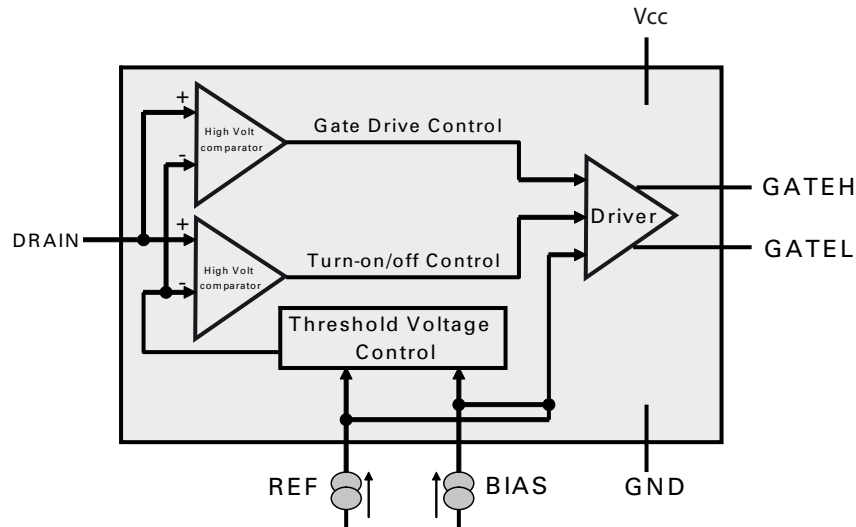 Vcc
+
High Volt
comparator
-
Gate Drive Control
GATEH
Driver
DRAIN
+
High Volt
comparator
-
Turn-on/off Control
GATEL
Threshold Voltage
Control
REF
BIAS
GND